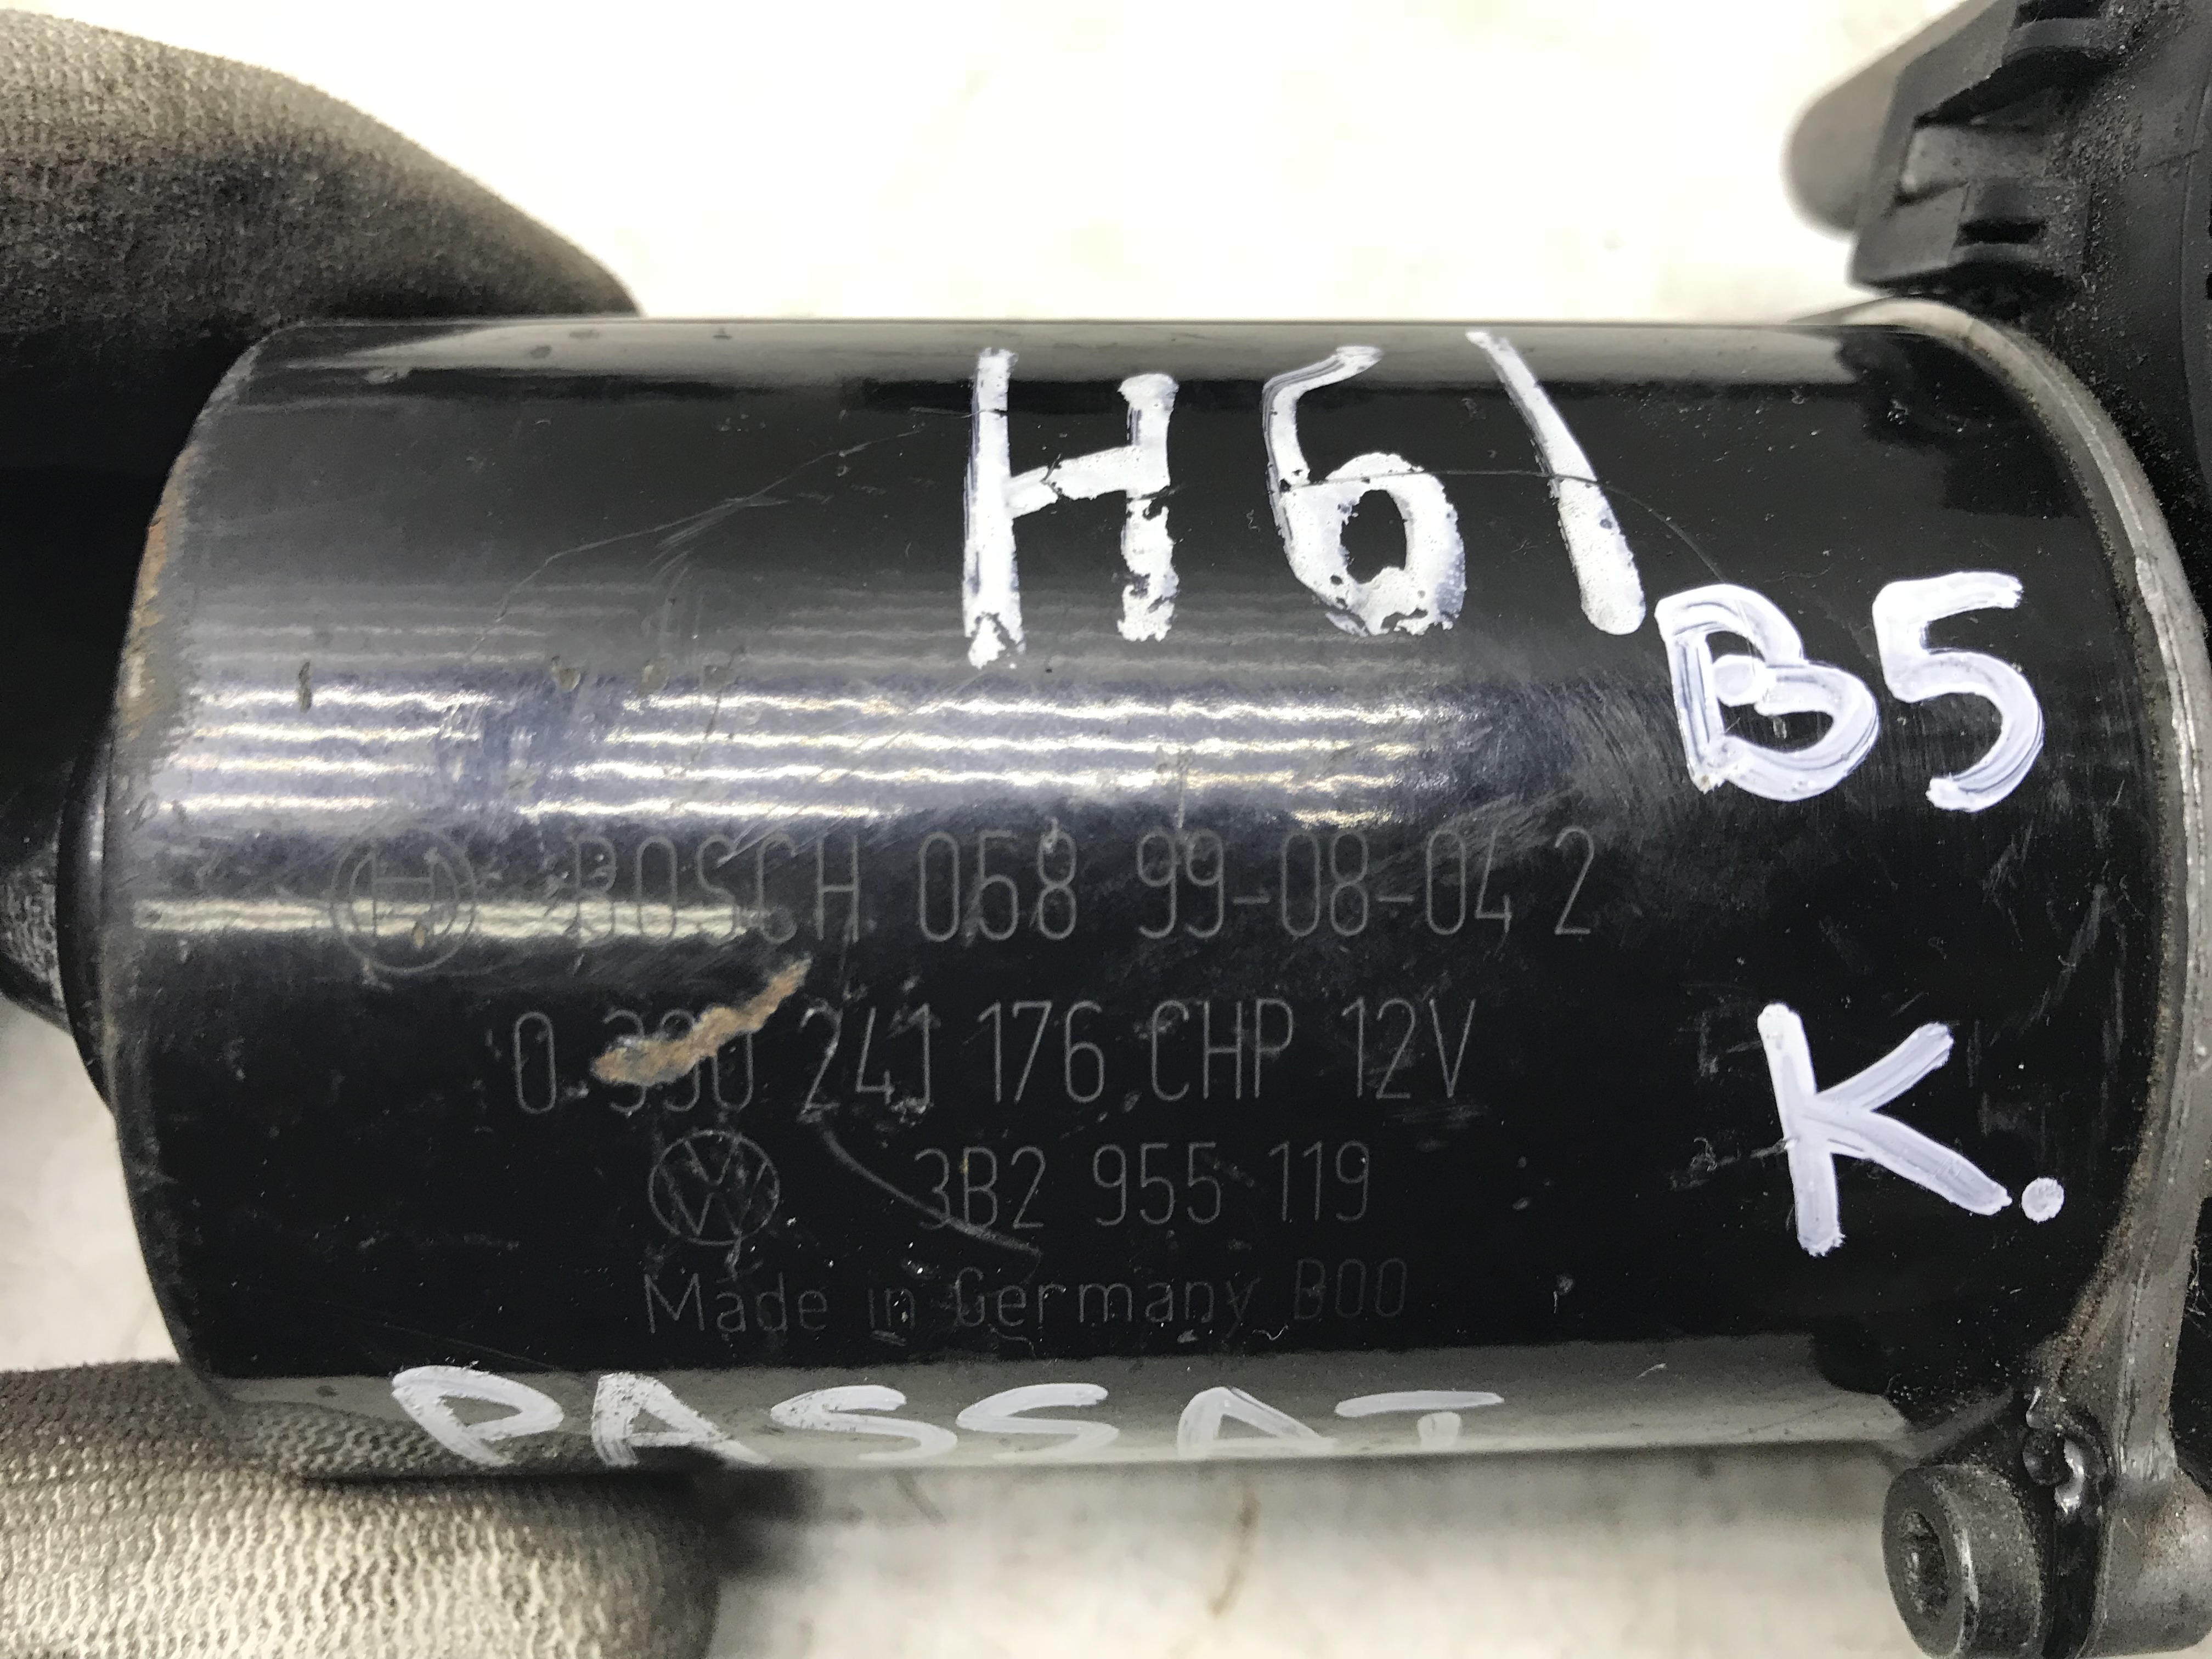 H61
B5
BOSCH 068 99-08-04 2
0 390 241 176 CHP 12V
K.
3B2 955 119
Made in Germany B00
PASSAT